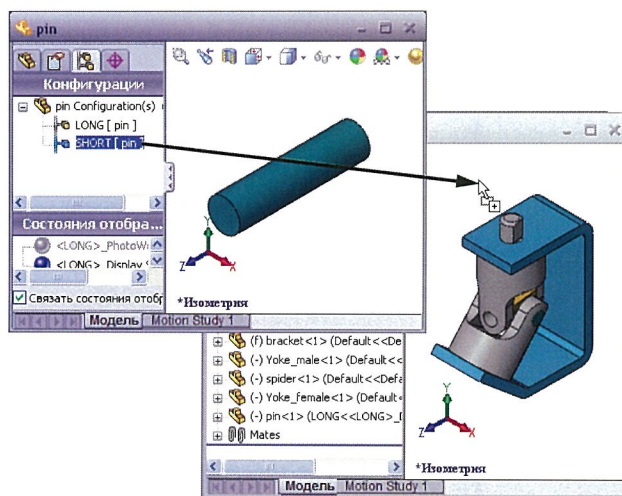 pin
Конфигурации
pin Configuration(s)
LONG [ pin ]
SHORT [ pin ]
Состояния отобра...
<LONG>_PhotoW
<LONG>_Display
Связать состояния отобр
Y
Z
X
*Изометрия
Модель Motion Study 1
(f) bracket<1> (Default<<De
(-) Yoke_male<1> (Default<<
(-) spider<1> (Default<<Defa
(-) Yoke_female<1> (Default<
(-) pin<1> (LONG<<LONG>_
Mates
Y
Z
X
*Изометрия
Модель Motion Study 1